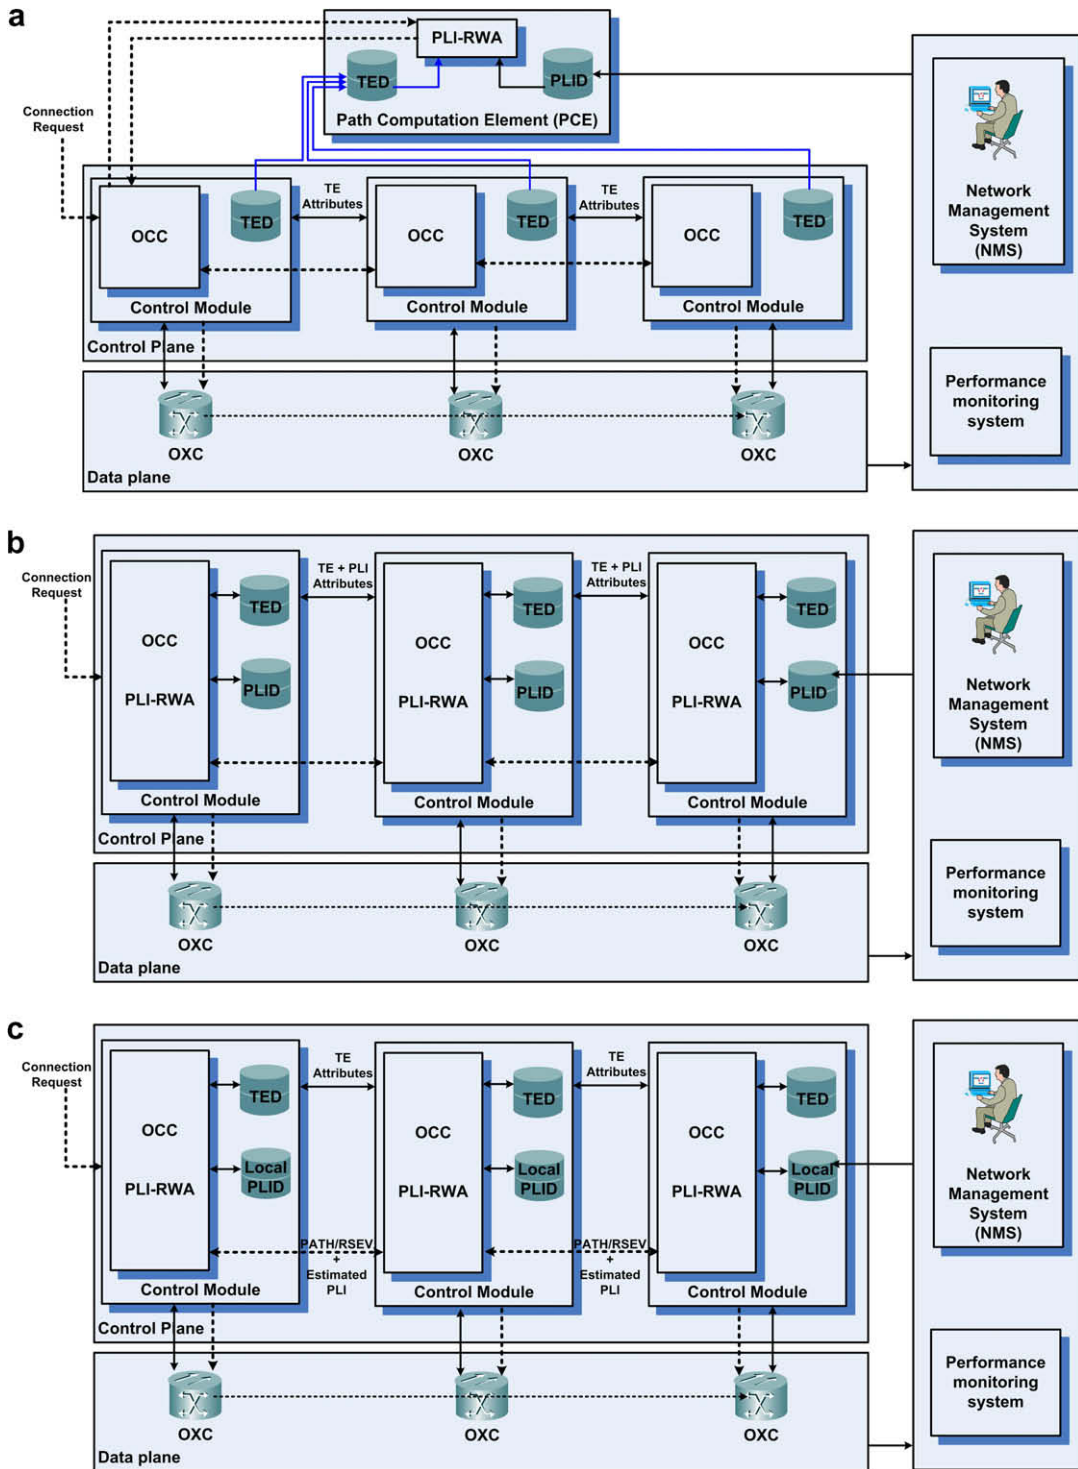 a
PLI-RWA
TED
PLID
Path Computation Element (PCE)
Connection
Request
OCC
TED
Control Module
TE
Attributes
OCC
TED
Control Module
TE
Attributes
OCC
TED
Control Module
Control Plane
OXC
OXC
OXC
Data plane
Network
Management
System
(NMS)
Performance
monitoring
system
b
Connection
Request
OCC
PLI-RWA
TED
PLID
Control Module
TE + PLI
Attributes
OCC
PLI-RWA
TED
PLID
Control Module
TE + PLI
Attributes
OCC
PLI-RWA
TED
PLID
Control Module
Control Plane
OXC
OXC
OXC
Data plane
Network
Management
System
(NMS)
Performance
monitoring
system
c
Connection
Request
OCC
PLI-RWA
TED
Local
PLID
Control Module
TE
Attributes
PATH/RSEV
+
Estimated
PLI
OCC
PLI-RWA
TED
Local
PLID
Control Module
TE
Attributes
PATH/RSEV
+
Estimated
PLI
OCC
PLI-RWA
TED
Local
PLID
Control Module
Control Plane
OXC
OXC
OXC
Data plane
Network
Management
System
(NMS)
Performance
monitoring
system